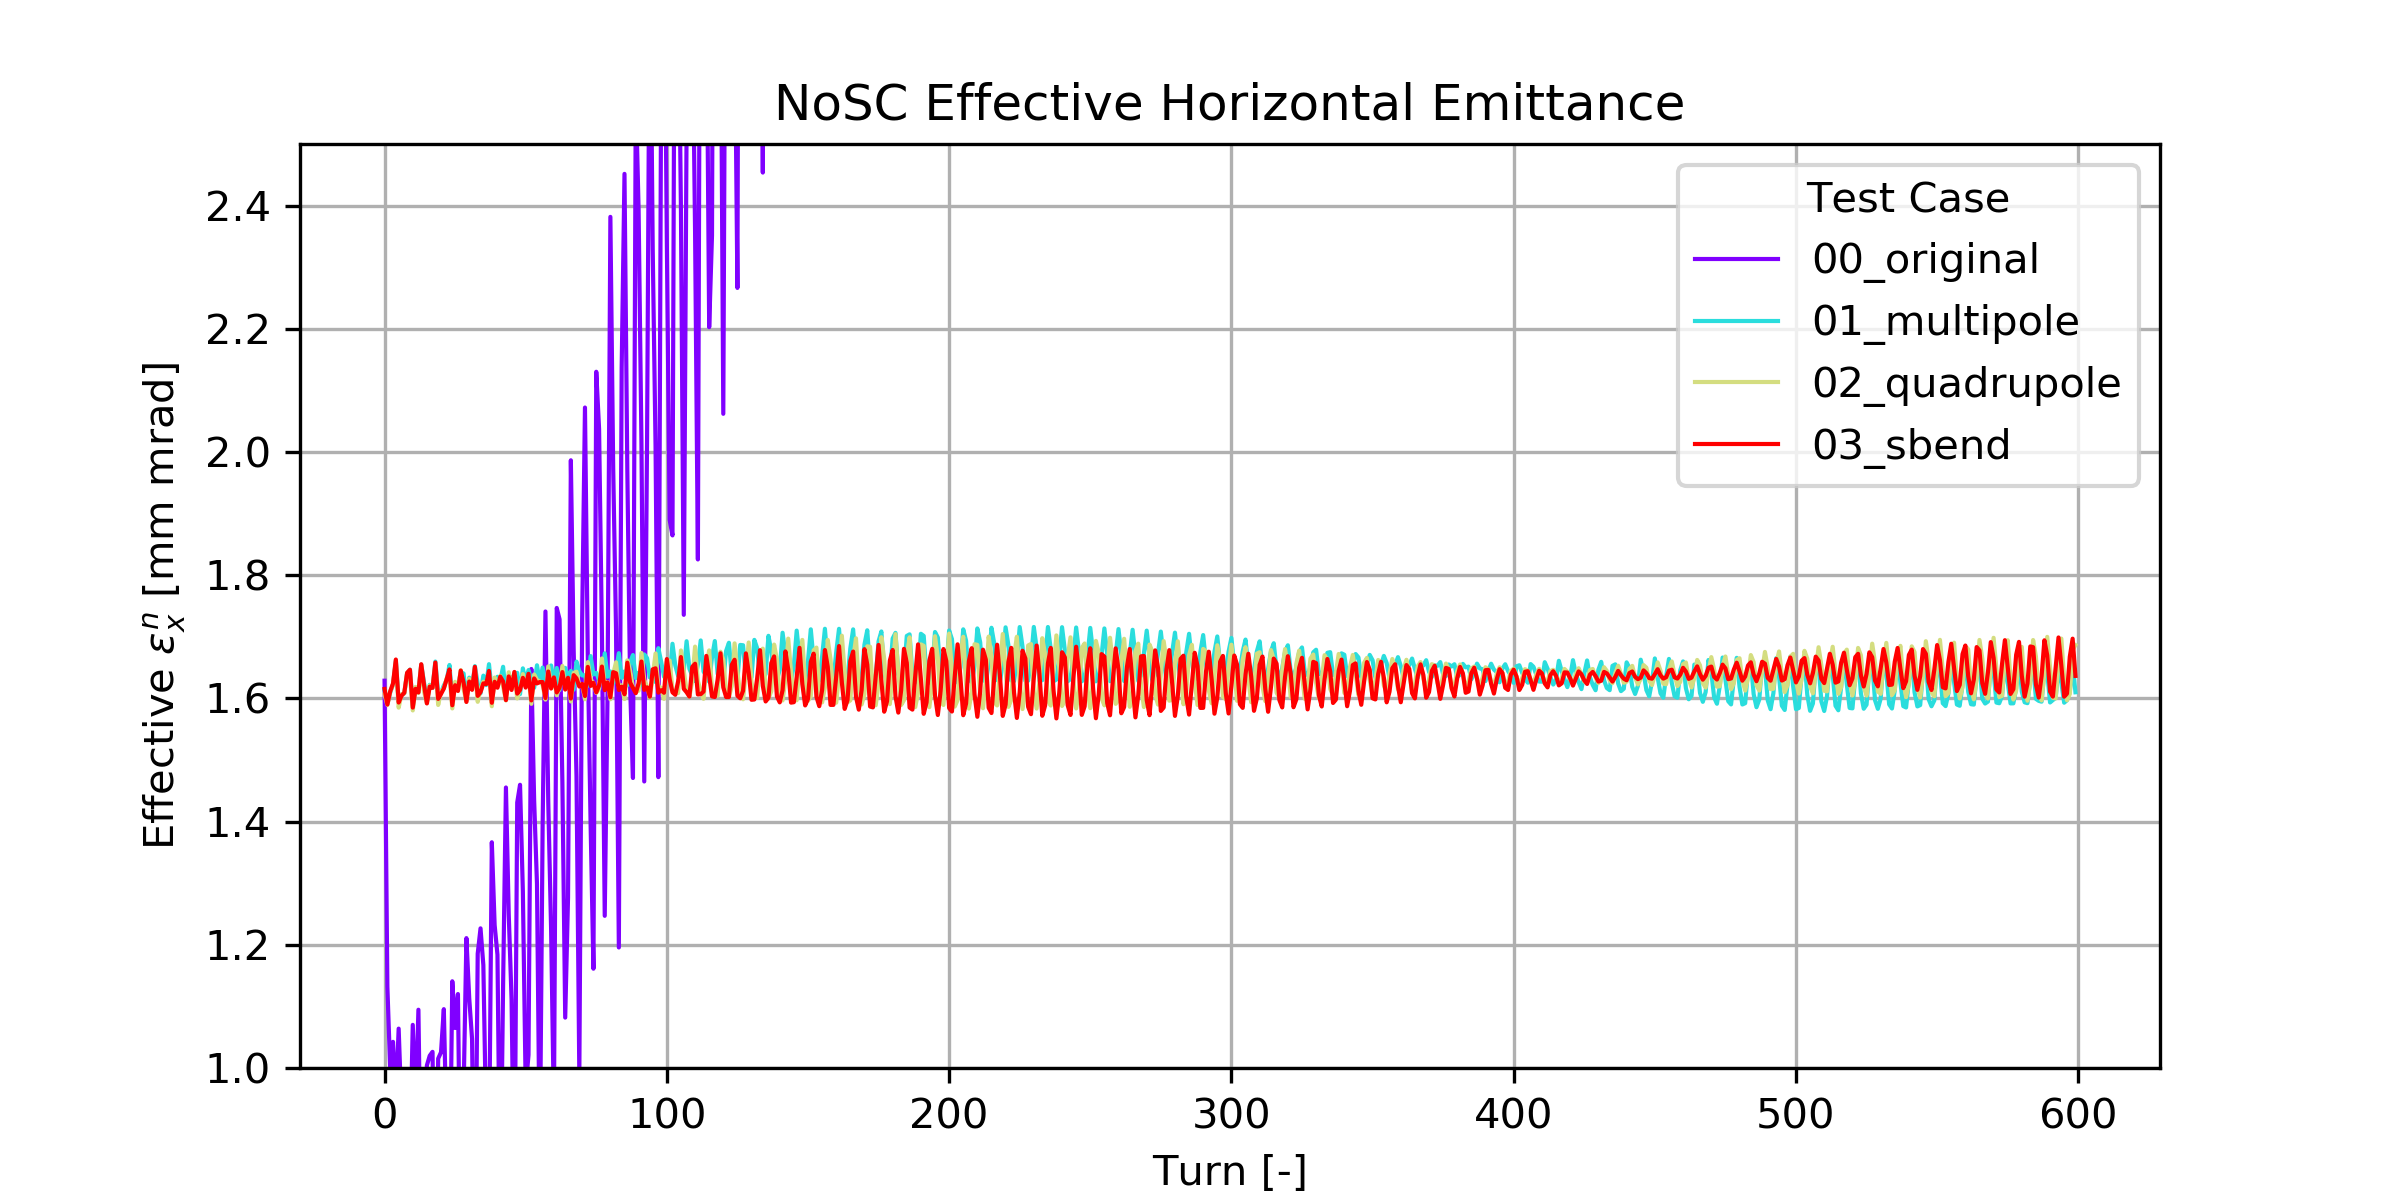 NoSC Effective Horizontal Emittance
Effective εₓⁿ [mm mrad]
2.4
2.2
2.0
1.8
1.6
1.4
1.2
1.0
0 100 200 300 400 500 600
Turn [-]
Test Case
00_original
01_multipole
02_quadrupole
03_sbend